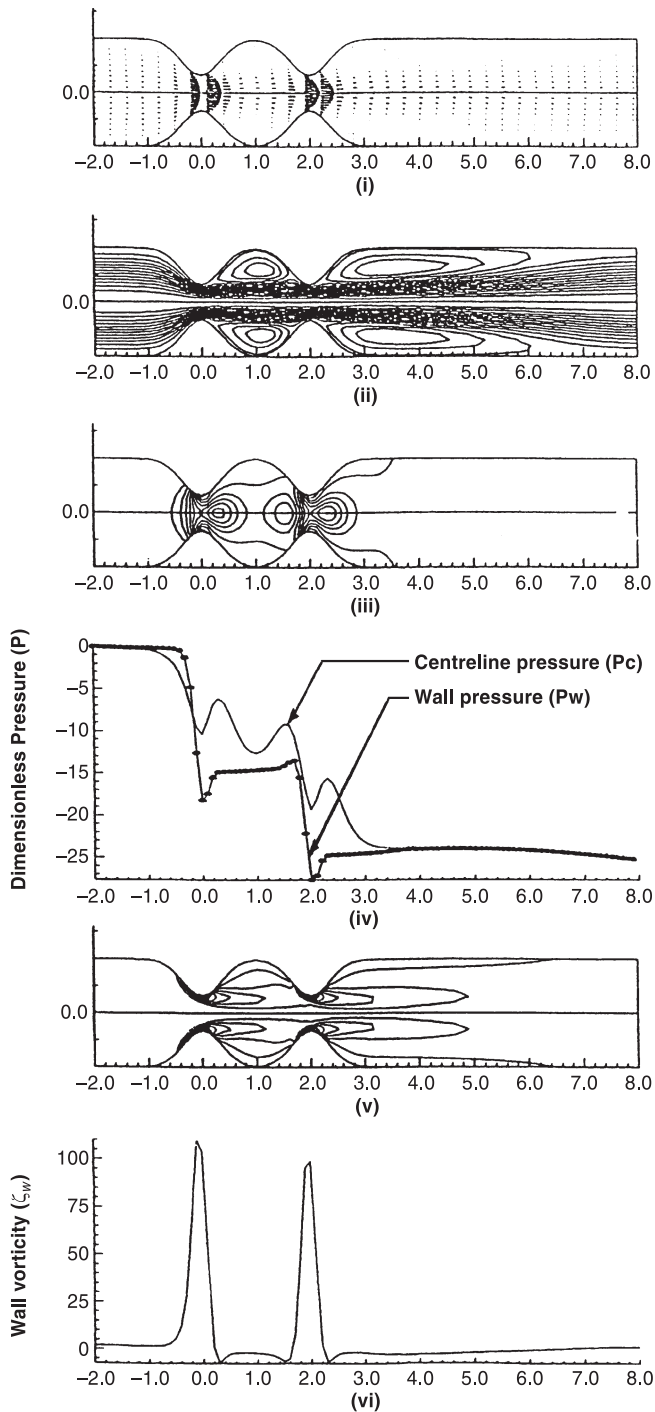 0.0
−2.0 −1.0 0.0 1.0 2.0 3.0 4.0 5.0 6.0 7.0 8.0
(i)
0.0
−2.0 −1.0 0.0 1.0 2.0 3.0 4.0 5.0 6.0 7.0 8.0
(ii)
0.0
−2.0 −1.0 0.0 1.0 2.0 3.0 4.0 5.0 6.0 7.0 8.0
(iii)
Dimensionless Pressure (P)
0
−5
−10
−15
−20
−25
Centreline pressure (Pc)
Wall pressure (Pw)
−2.0 −1.0 0.0 1.0 2.0 3.0 4.0 5.0 6.0 7.0 8.0
(iv)
0.0
−2.0 −1.0 0.0 1.0 2.0 3.0 4.0 5.0 6.0 7.0 8.0
(v)
Wall vorticity (ζw)
100
75
50
25
0
−2.0 −1.0 0.0 1.0 2.0 3.0 4.0 5.0 6.0 7.0 8.0
(vi)